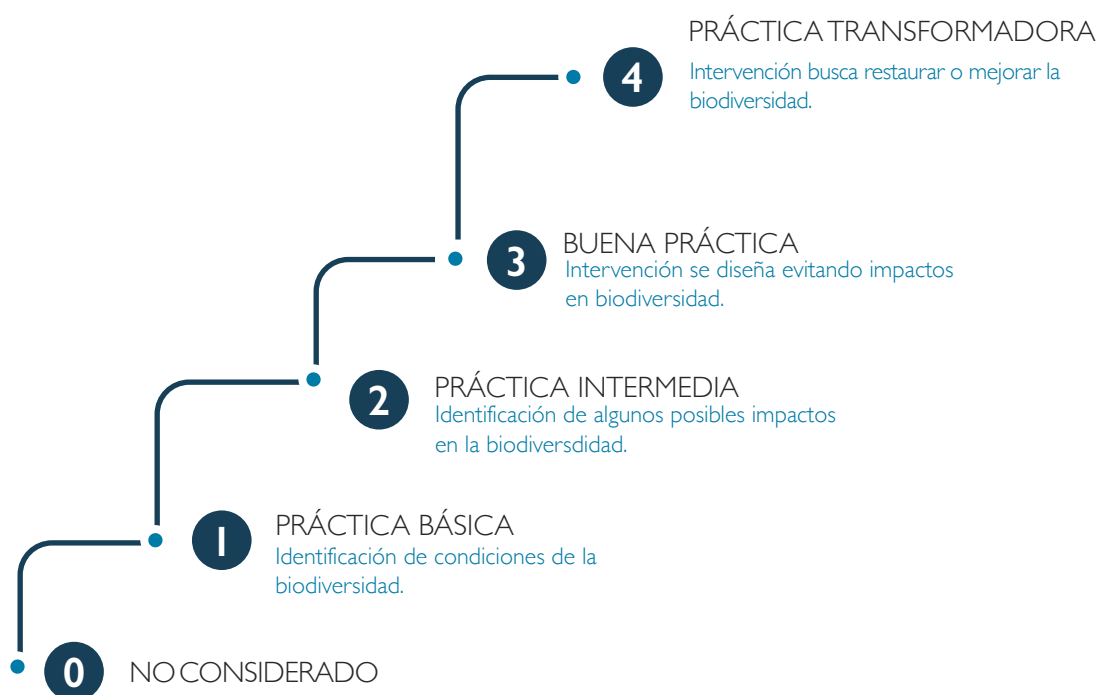 PRÁCTICA TRANSFORMADORA
4
Intervención busca restaurar o mejorar la
biodiversidad.
BUENA PRÁCTICA
3
Intervención se diseña evitando impactos
en biodiversidad.
PRÁCTICA INTERMEDIA
2
Identificación de algunos posibles impactos
en la biodiversdidad.
PRÁCTICA BÁSICA
1
Identificación de condiciones de la
biodiversidad.
0
NO CONSIDERADO